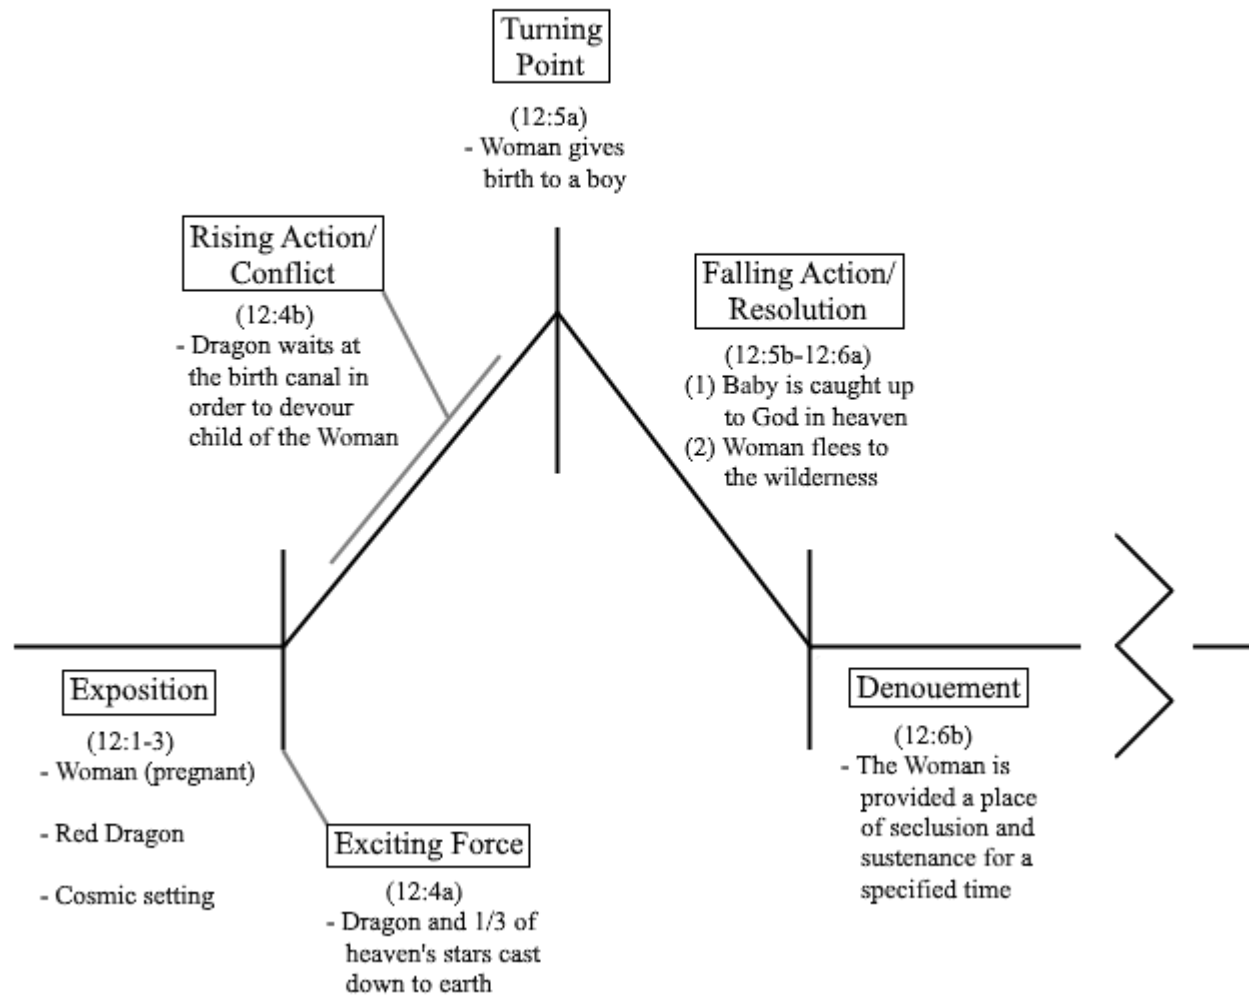 Turning
Point
(12:5a)
- Woman gives
birth to a boy
Rising Action/
Conflict
(12:4b)
- Dragon waits at
the birth canal in
order to devour
child of the Woman
Falling Action/
Resolution
(12:5b-12:6a)
(1) Baby is caught up
to God in heaven
(2) Woman flees to
the wilderness
Exposition
(12:1-3)
- Woman (pregnant)
- Red Dragon
- Cosmic setting
Exciting Force
(12:4a)
- Dragon and 1/3 of
heaven's stars cast
down to earth
Denouement
(12:6b)
- The Woman is
provided a place
of seclusion and
sustenance for a
specified time